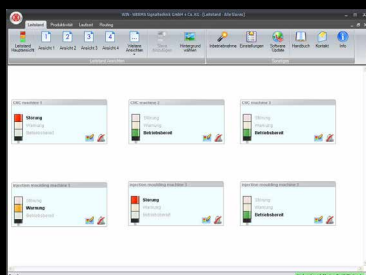 WIN WERMA Signaltechnik GmbH + Co. KG - [Leitstand
Leitstand Produktivität Laufzeit
Leitstand Hauptansicht
Ansicht 1
Ansicht 2
Ansicht 3
Ansicht 4
Weitere Ansichten
Hintergrund wählen
Inbetriebnahme
Einstellungen
Software Update
Handbuch
Kontakt
Info
Leitstand Ansichten
Sonstiges
CNC machine 1
Störung
Warnung
Betriebsbereit
CNC machine 2
Störung
Warnung
Betriebsbereit
CNC machine 3
Störung
Warnung
Betriebsbereit
Injection moulding machine 1
Störung
Warnung
Betriebsbereit
Injection moulding machine 2
Störung
Warnung
Betriebsbereit
Injection moulding machine 3
Störung
Warnung
Betriebsbereit